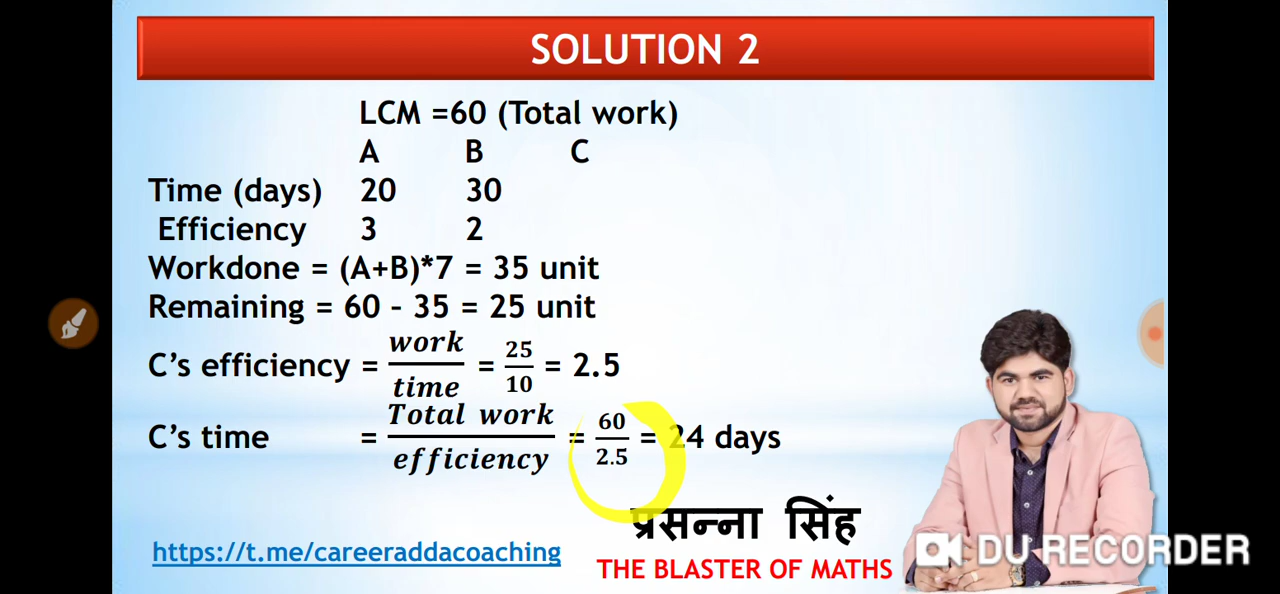 SOLUTION 2
LCM =60 (Total work)
A B C
Time (days) 20 30
Efficiency 3 2
Workdone = (A+B)*7 = 35 unit
Remaining = 60 – 35 = 25 unit
C’s efficiency = work/time = 25/10 = 2.5
C’s time = Total work/efficiency = 60/2.5 = 24 days
प्रसन्ना सिंह
https://t.me/careeraddacoaching
THE BLASTER OF MATHS
DU RECORDER